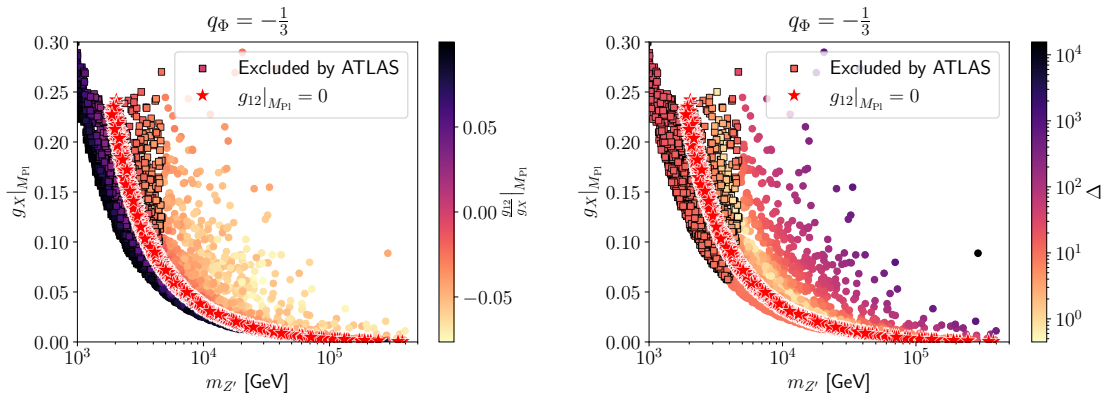 q_Φ = −1/3
0.30
0.25
0.20
0.15
0.10
0.05
0.00
g_X|_{M_Pl}
Excluded by ATLAS
g_12|_{M_Pl} = 0
10^3
10^4
10^5
m_{Z′} [GeV]
0.05
0.00
−0.05
g_12/g_X|_{M_Pl}
q_Φ = −1/3
0.30
0.25
0.20
0.15
0.10
0.05
0.00
g_X|_{M_Pl}
Excluded by ATLAS
g_12|_{M_Pl} = 0
10^3
10^4
10^5
m_{Z′} [GeV]
10^4
10^3
10^2
10^1
10^0
Δ